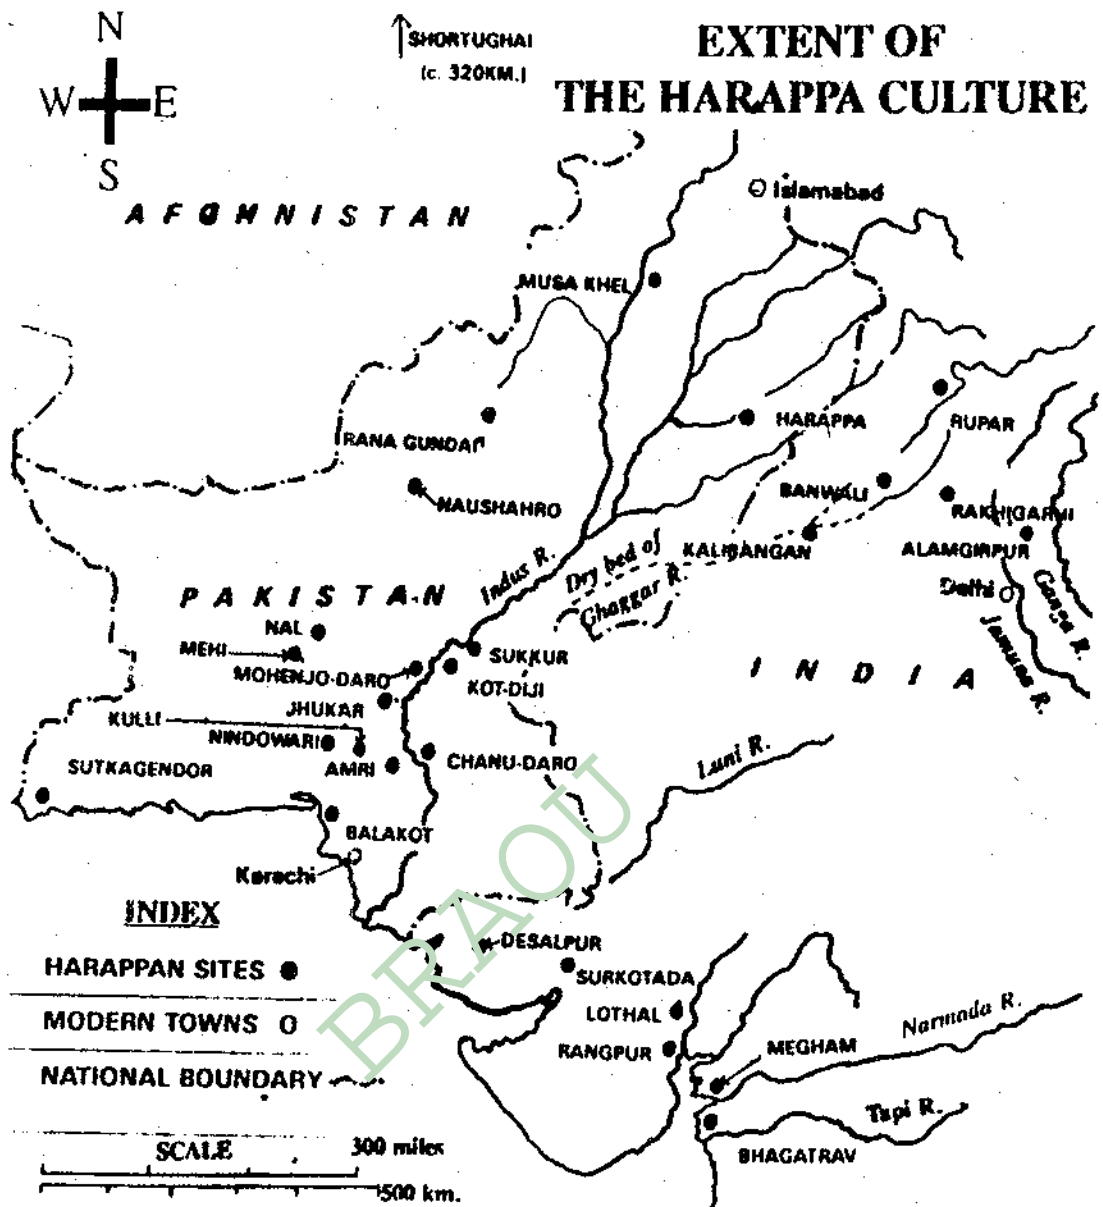 N
W E
S
SHORTUGHAI
(c. 320KM.)
EXTENT OF
THE HARAPPA CULTURE
Islamabad
AFGHNISTAN
MUSA KHEL
HARAPPA
RUPAR
RANA GUNDAI
NAUSHAHRO
BANWALI
RAKHIGARHI
KALIBANGAN
ALAMGIRPUR
Delhi
Ganga R.
Jamuna R.
Indus R.
Dry bed of
Ghaggar R.
PAKISTAN
NAL
MEHI
MOHENJO-DARO
SUKKUR
KOT-DIJI
INDIA
JHUKAR
KULLI
NINDOWARI
AMRI
CHANU-DARO
SUTKAGENDOR
Luni R.
BALAKOT
Karachi
BRAOU
INDEX
HARAPPAN SITES
MODERN TOWNS
NATIONAL BOUNDARY
DESALPUR
SURKOTADA
LOTHAL
RANGPUR
MEGHAM
Narmada R.
Tapi R.
BHAGATRAV
SCALE
300 miles
500 km.